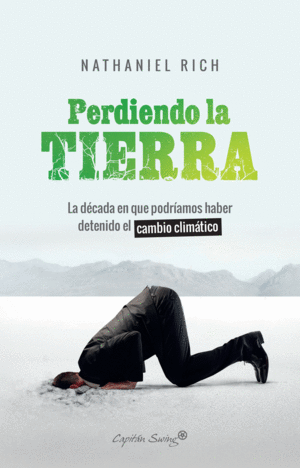 NATHANIEL RICH
Perdiendo la
TIERRA
La década en que podríamos haber
detenido el cambio climático
Capitán Swing